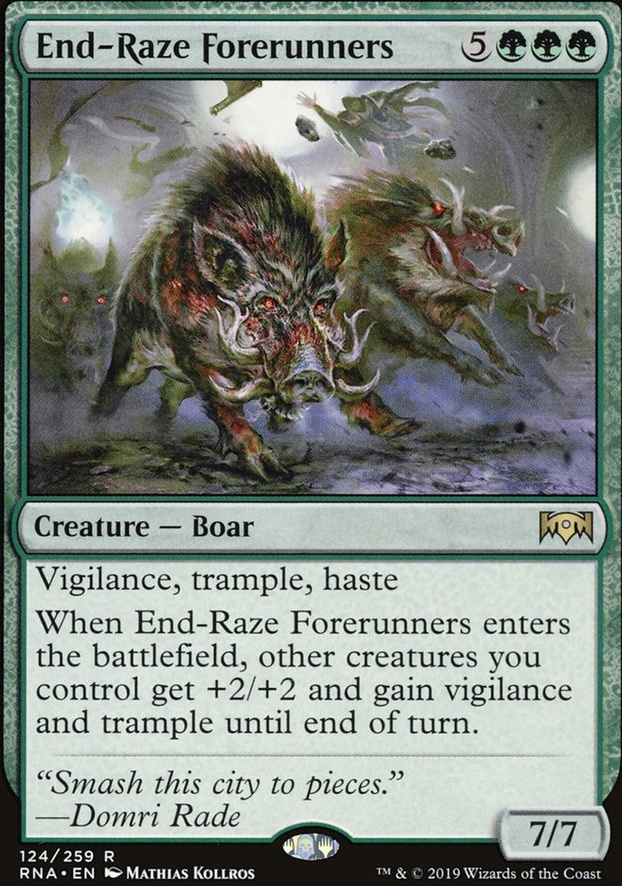 End-Raze Forerunners 5
Creature — Boar
Vigilance, trample, haste
When End-Raze Forerunners enters
the battlefield, other creatures you
control get +2/+2 and gain vigilance
and trample until end of turn.
“Smash this city to pieces.”
—Domri Rade
7/7
124/259 R
RNA • EN Mathias Kollros
™ & © 2019 Wizards of the Coast